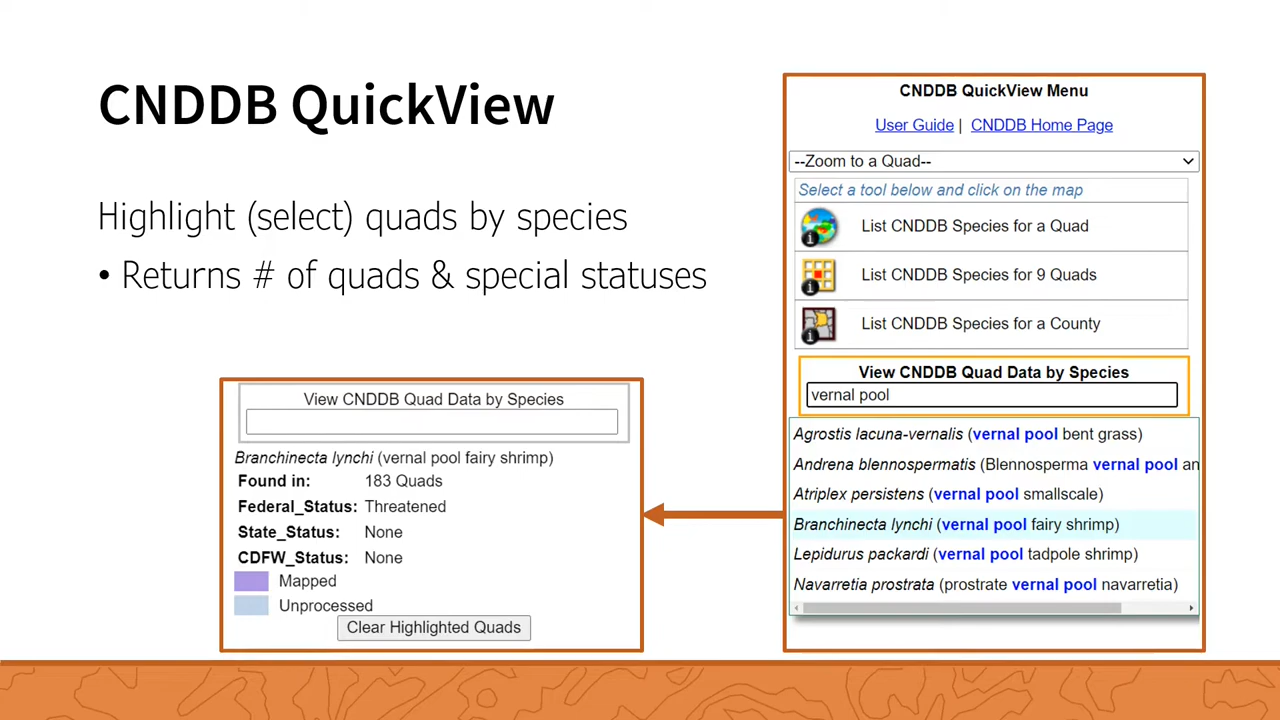 CNDDB QuickView
Highlight (select) quads by species
• Returns # of quads & special statuses
View CNDDB Quad Data by Species
Branchinecta lynchi (vernal pool fairy shrimp)
Found in: 183 Quads
Federal_Status: Threatened
State_Status: None
CDFW_Status: None
Mapped
Unprocessed
Clear Highlighted Quads
CNDDB QuickView Menu
User Guide | CNDDB Home Page
--Zoom to a Quad--
Select a tool below and click on the map
List CNDDB Species for a Quad
List CNDDB Species for 9 Quads
List CNDDB Species for a County
View CNDDB Quad Data by Species
vernal pool
Agrostis lacuna-vernalis (vernal pool bent grass)
Andrena blennospermatis (Blennosperma vernal pool an
Atriplex persistens (vernal pool smallscale)
Branchinecta lynchi (vernal pool fairy shrimp)
Lepidurus packardi (vernal pool tadpole shrimp)
Navarretia prostrata (prostrate vernal pool navarretia)